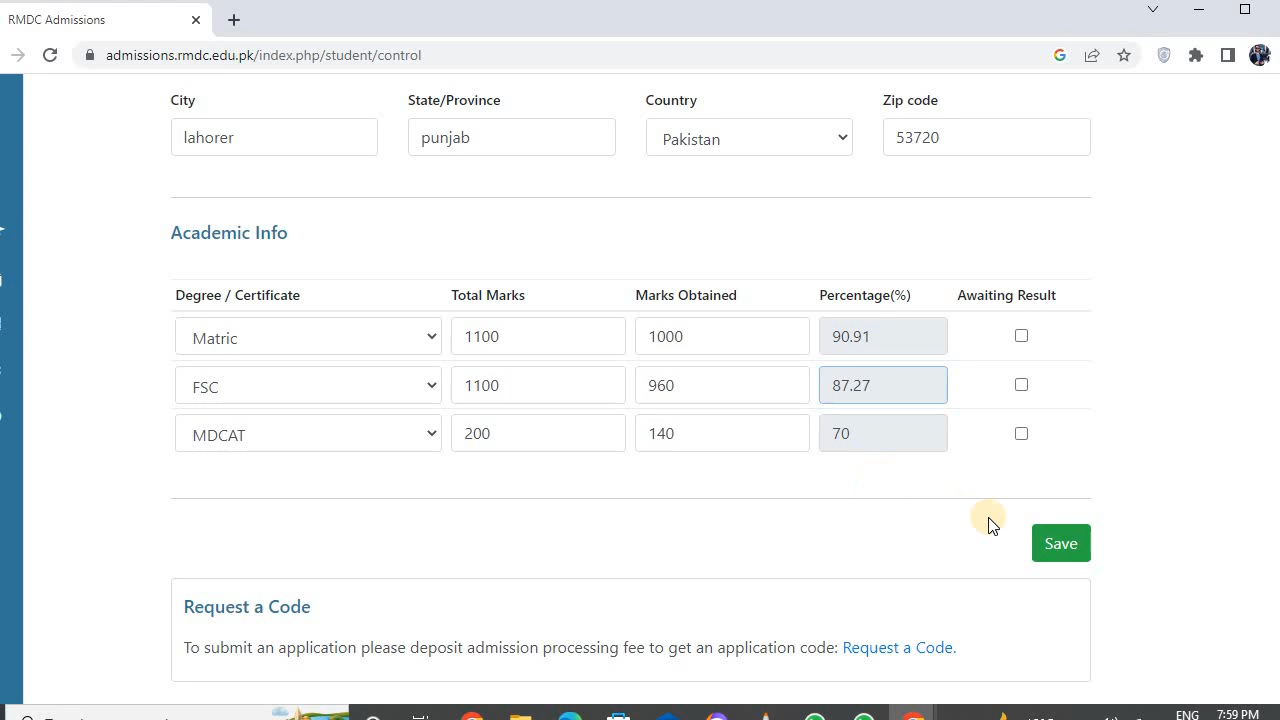 RMDC Admissions
admissions.rmdc.edu.pk/index.php/student/control
City State/Province Country Zip code
lahorer punjab Pakistan 53720
Academic Info
Degree / Certificate Total Marks Marks Obtained Percentage(%) Awaiting Result
Matric 1100 1000 90.91
FSC 1100 960 87.27
MDCAT 200 140 70
Save
Request a Code
To submit an application please deposit admission processing fee to get an application code: Request a Code.
ENG 7:59 PM